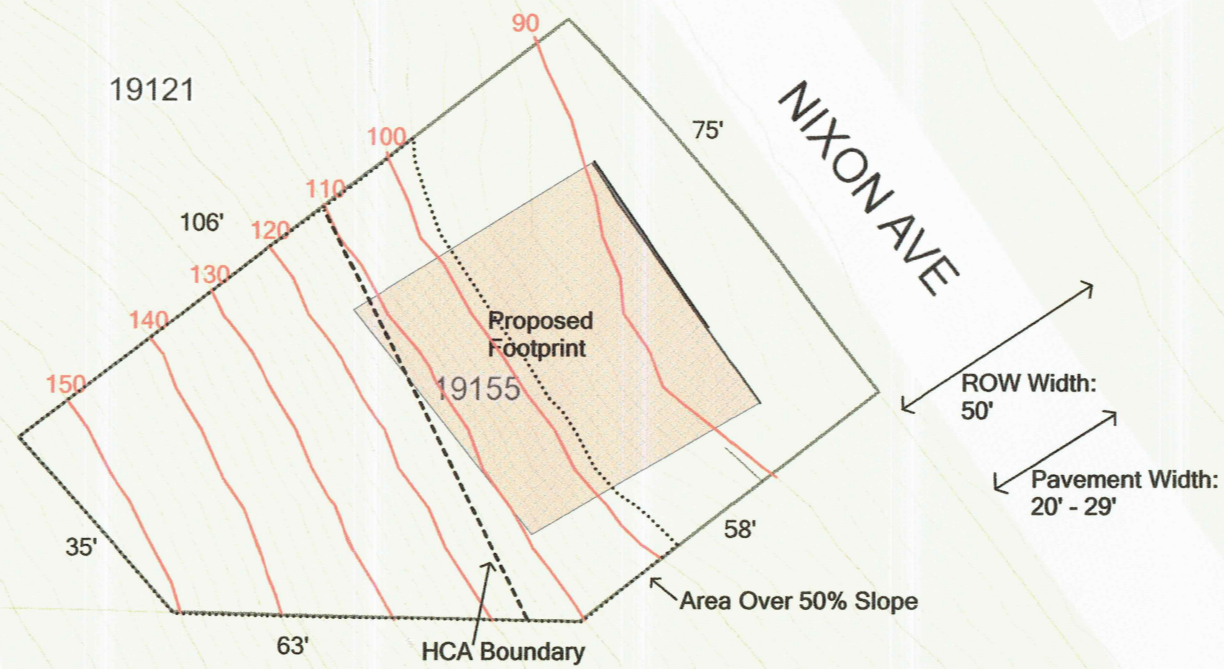 90
19121
NIXON AVE
75'
100
110
106'
120
130
140
150
Proposed
Footprint
19155
ROW Width:
50'
Pavement Width:
20' - 29'
58'
35'
Area Over 50% Slope
63'
HCA Boundary